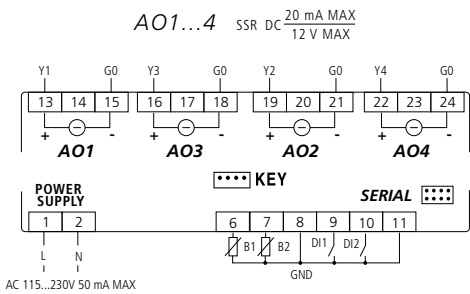 AO1...4 SSR DC 20 mA MAX
12 V MAX
Y1 G0 Y3 G0 Y2 G0 Y4 G0
13 14 15 16 17 18 19 20 21 22 23 24
+ - + - + - + -
AO1 AO3 AO2 AO4
KEY
POWER SUPPLY SERIAL
1 2 6 7 8 9 10 11
L N B1 B2 DI1 DI2
GND
AC 115...230V 50 mA MAX